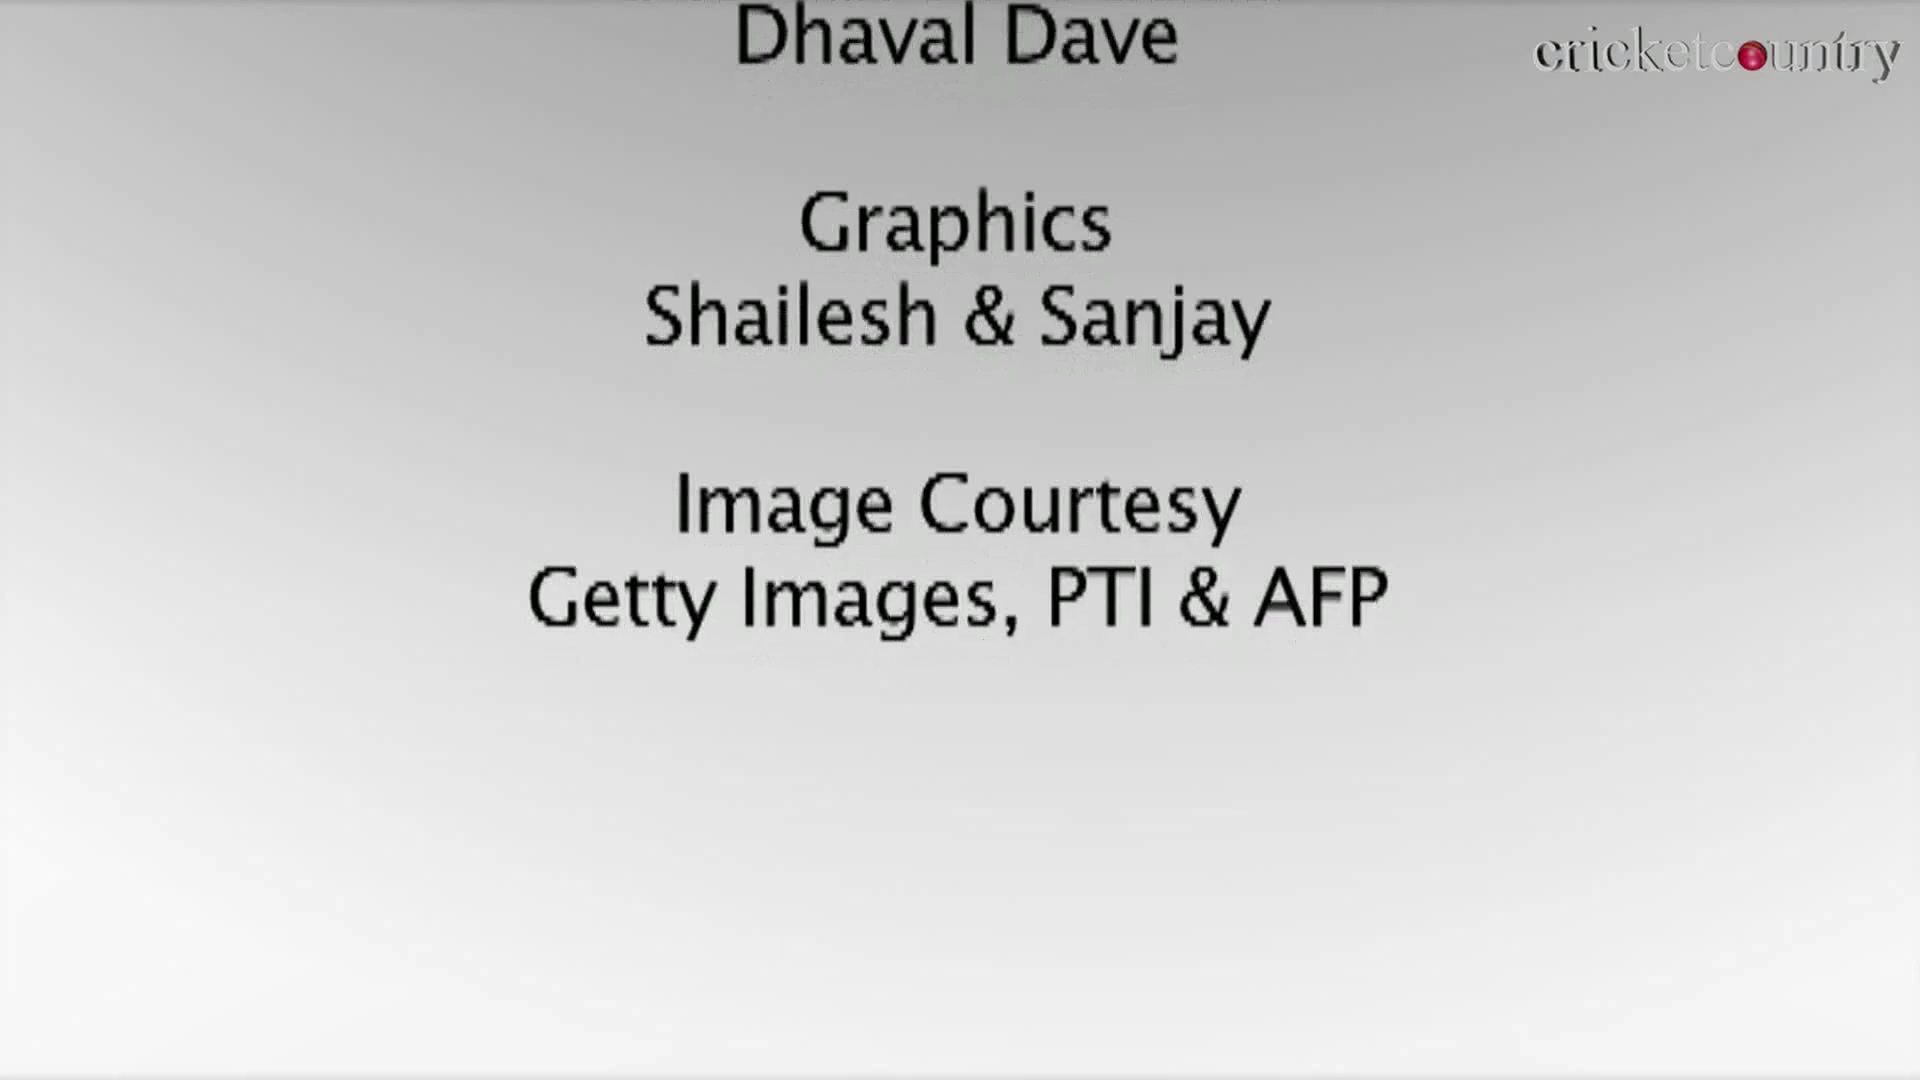 Dhaval Dave
cricketcountry
Graphics
Shailesh & Sanjay
Image Courtesy
Getty Images, PTI & AFP